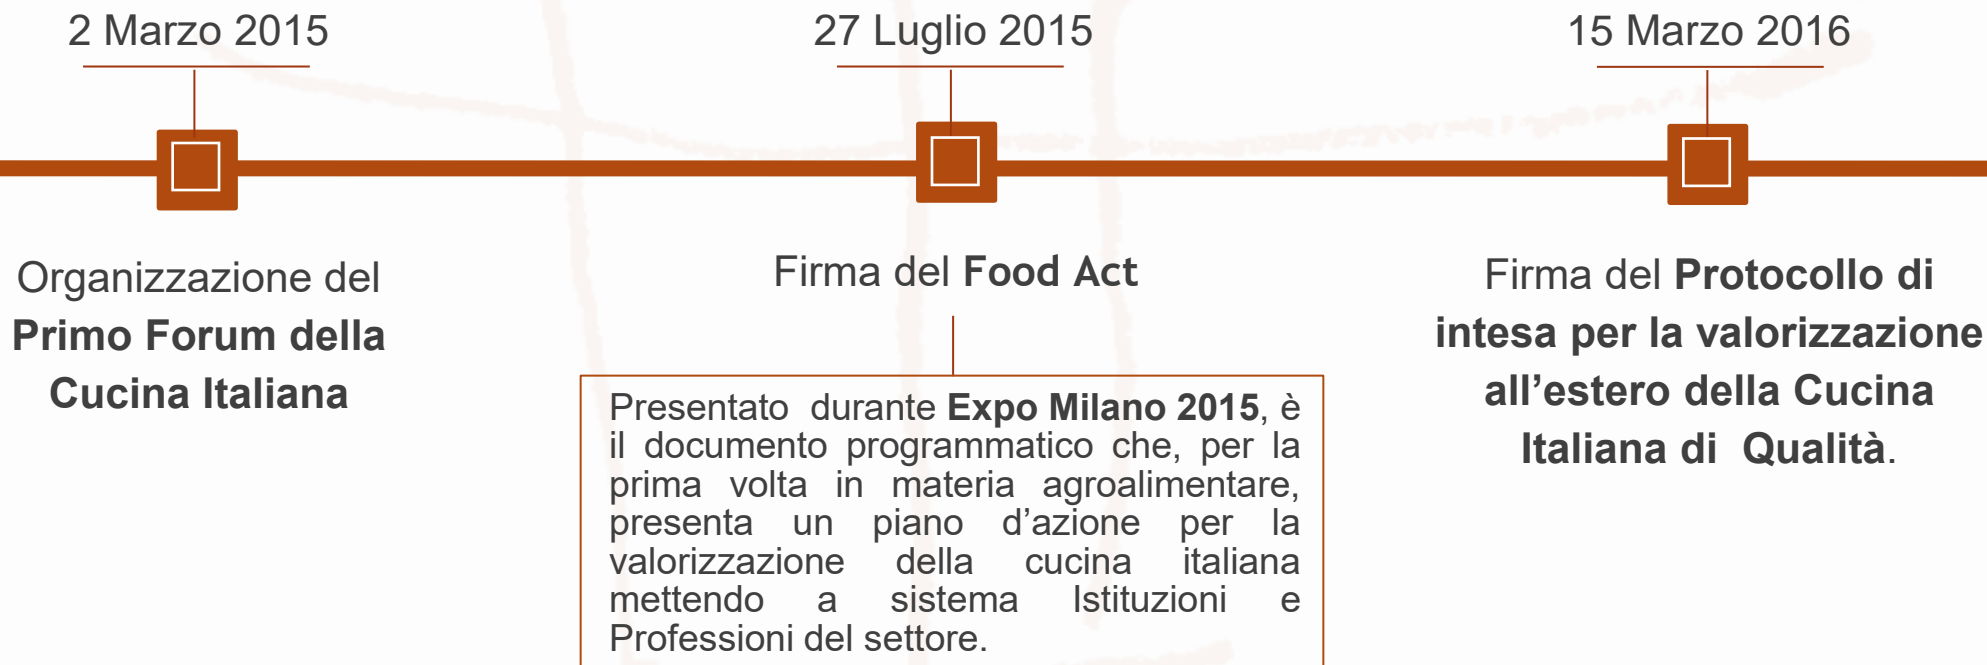 2 Marzo 2015
27 Luglio 2015
15 Marzo 2016
Organizzazione del
Primo Forum della
Cucina Italiana
Firma del Food Act
Presentato durante Expo Milano 2015, è
il documento programmatico che, per la
prima volta in materia agroalimentare,
presenta un piano d’azione per la
valorizzazione della cucina italiana
mettendo a sistema Istituzioni e
Professioni del settore.
Firma del Protocollo di
intesa per la valorizzazione
all’estero della Cucina
Italiana di Qualità.